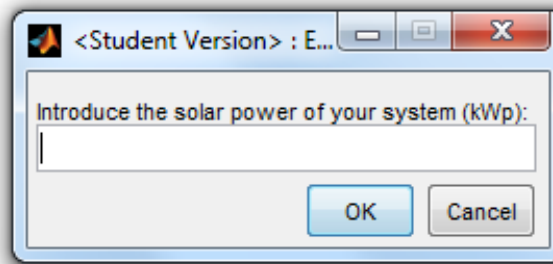 <Student Version> : E...
Introduce the solar power of your system (kWp):
OK
Cancel